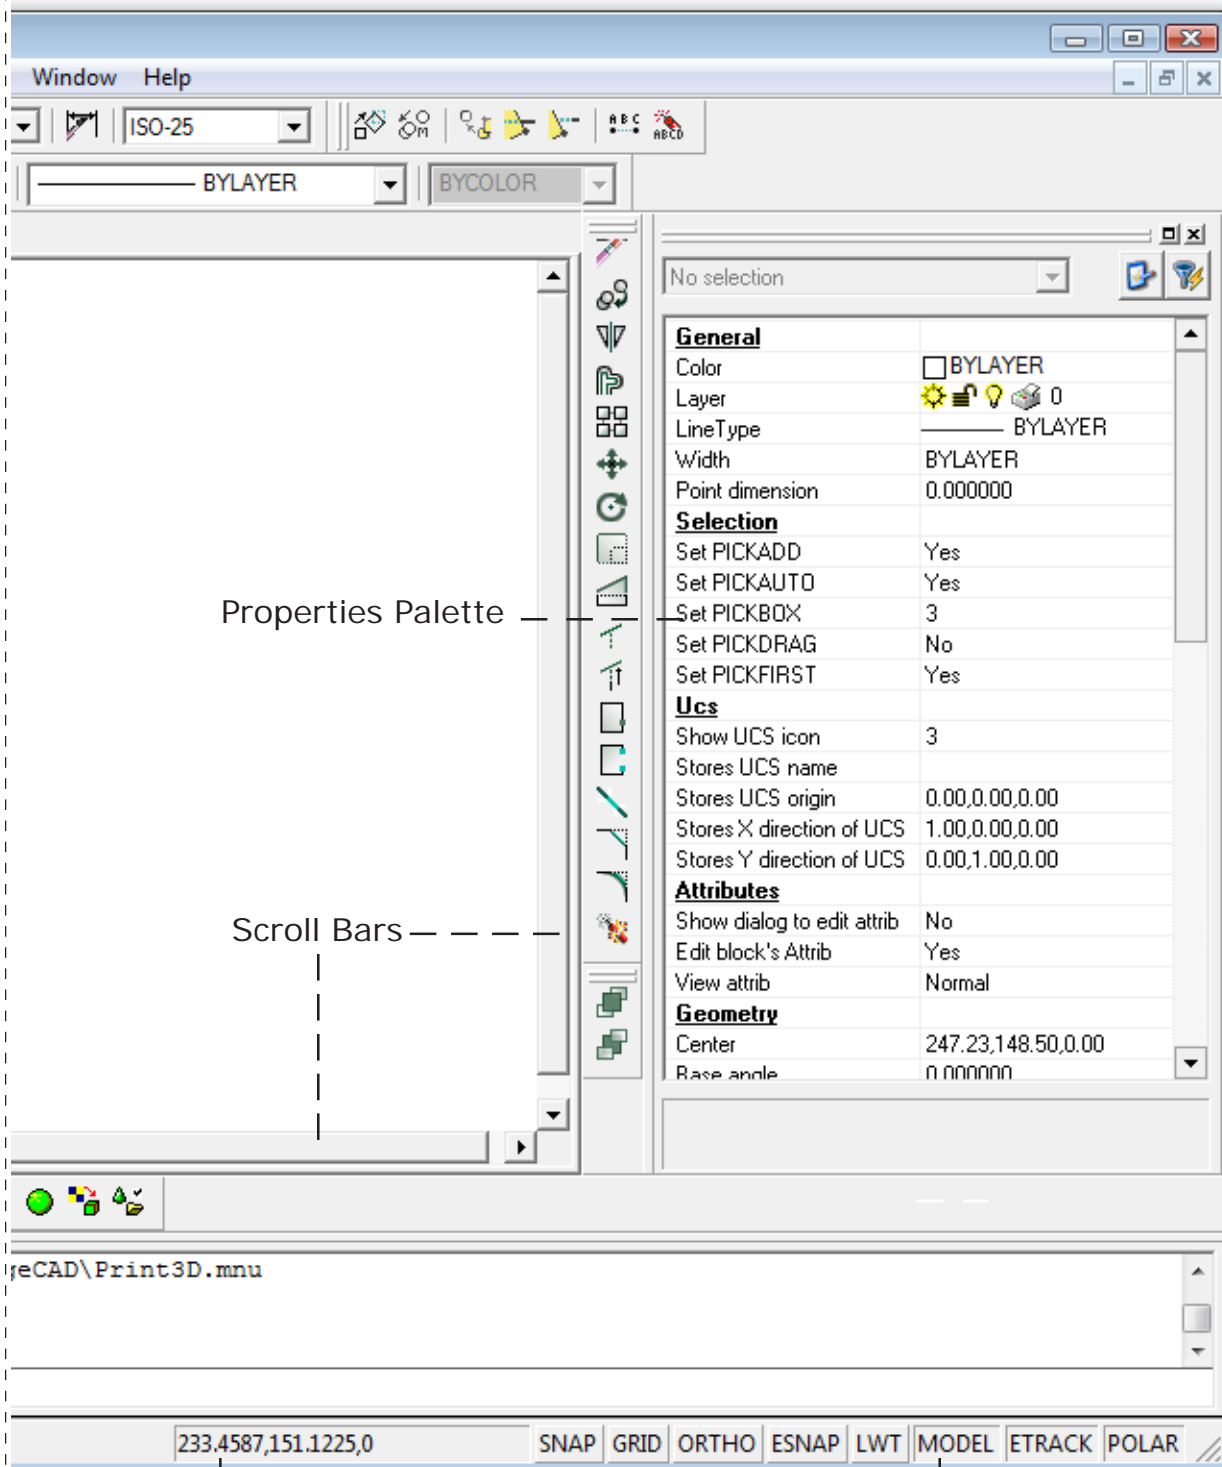 Window Help
ISO-25
A B C
ABCD
BYLAYER BYCOLOR
No selection
General
Color BYLAYER
Layer 0
LineType BYLAYER
Width BYLAYER
Point dimension 0.000000
Selection
Set PICKADD Yes
Set PICKAUTO Yes
Properties Palette
Set PICKBOX 3
Set PICKDRAG No
Set PICKFIRST Yes
Ucs
Show UCS icon 3
Stores UCS name
Stores UCS origin 0.00,0.00,0.00
Stores X direction of UCS 1.00,0.00,0.00
Stores Y direction of UCS 0.00,1.00,0.00
Attributes
Show dialog to edit attrib No
Scroll Bars
Edit block's Attrib Yes
View attrib Normal
Geometry
Center 247.23,148.50,0.00
Base angle 0.000000
geCAD\Print3D.mnu
233.4587,151.1225,0 SNAP GRID ORTHO ESNAP LWT MODEL ETRACK POLAR